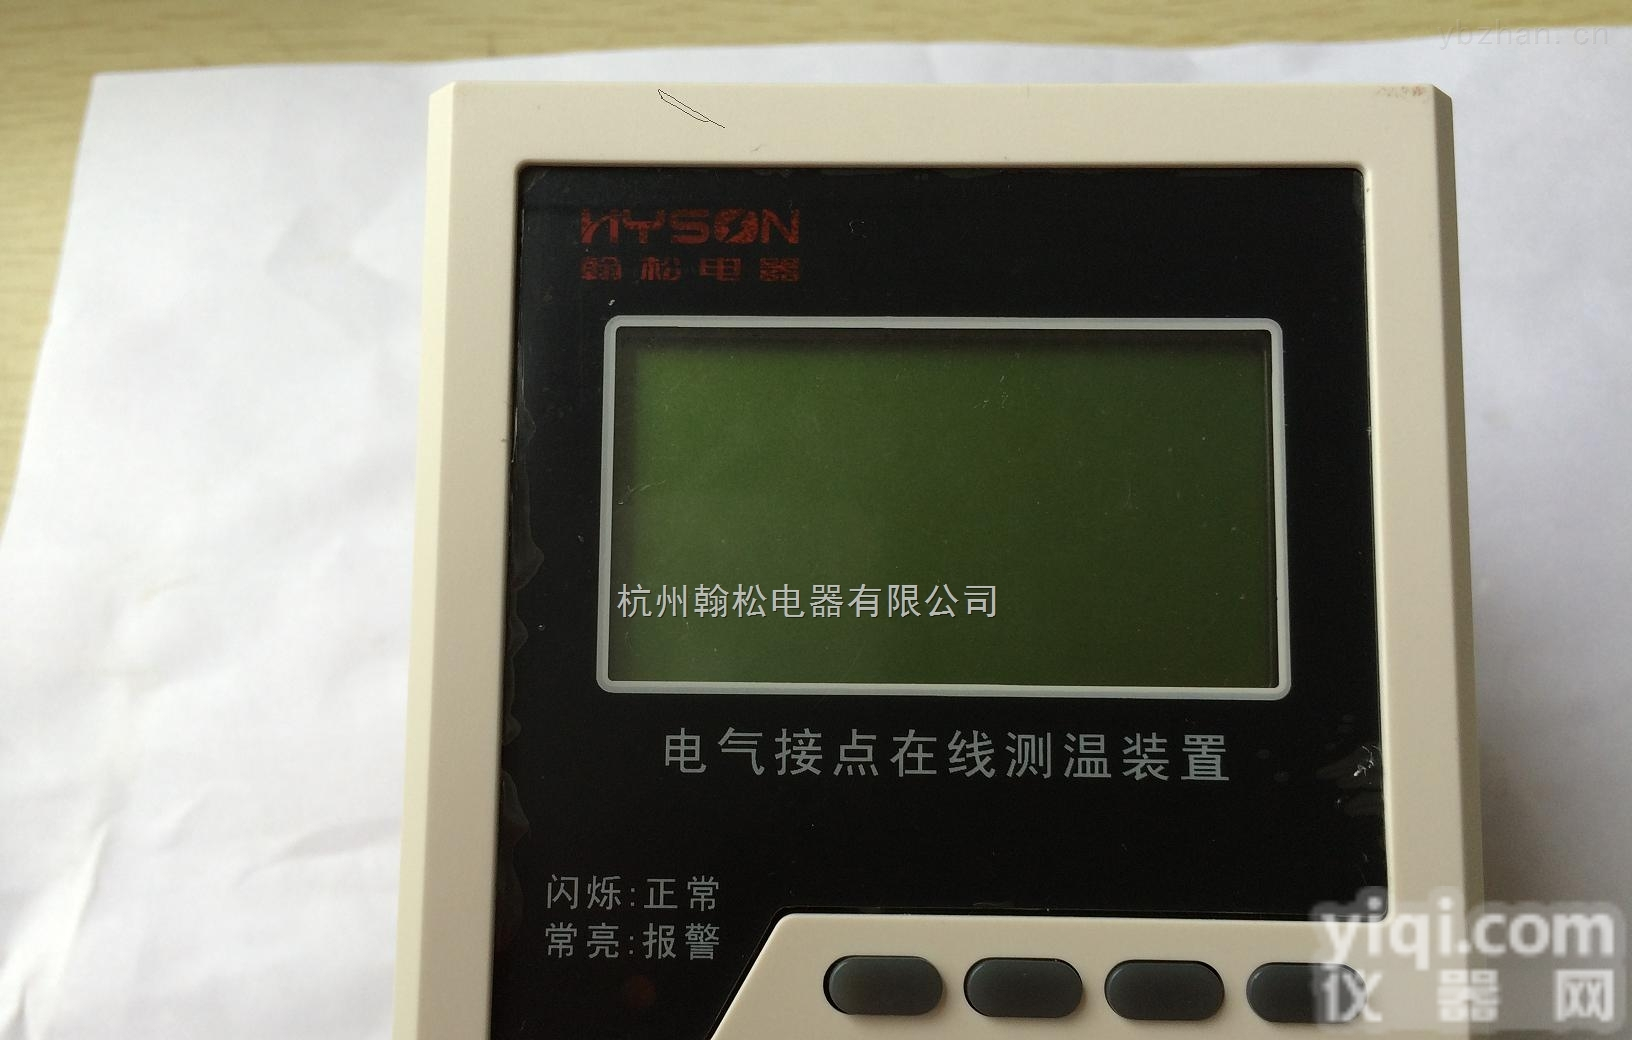 ybzhan.cn
HYSON
翰松电器
杭州翰松电器有限公司
电气接点在线测温装置
闪烁:正常
常亮:报警
yiqi.com
仪器网